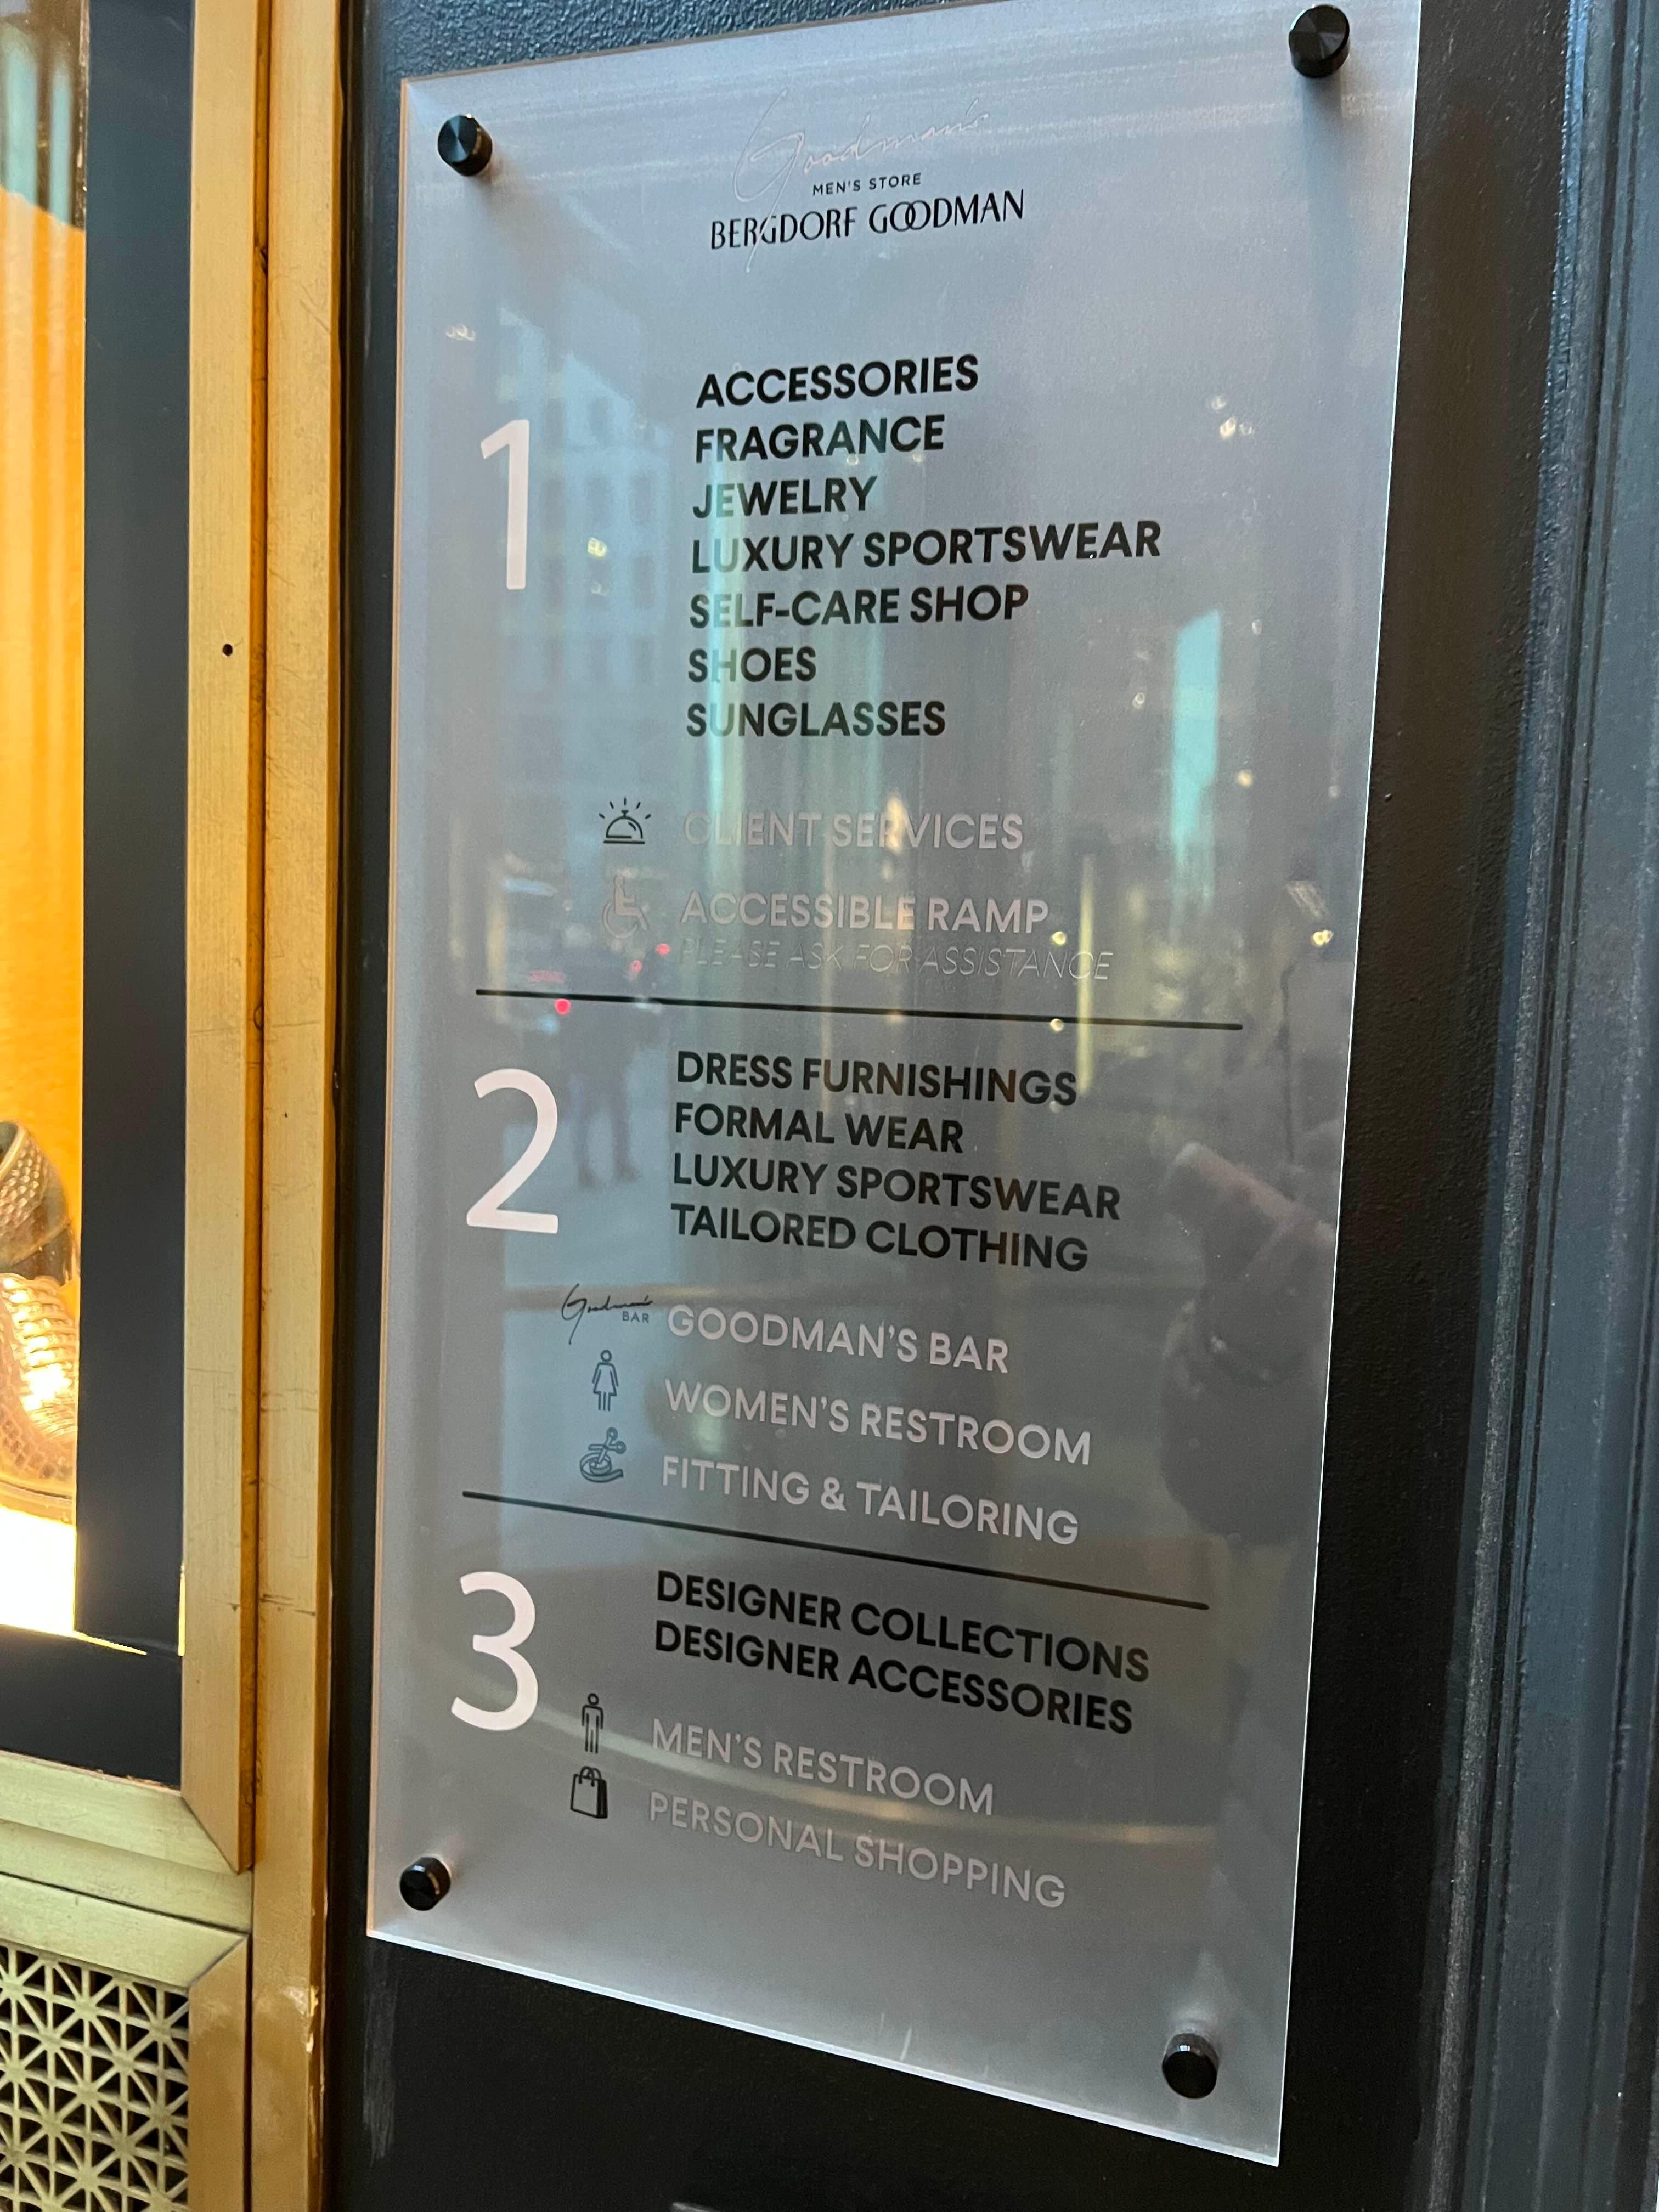 Goodman's
MEN'S STORE
BERGDORF GOODMAN
1
ACCESSORIES
FRAGRANCE
JEWELRY
LUXURY SPORTSWEAR
SELF-CARE SHOP
SHOES
SUNGLASSES
CLIENT SERVICES
ACCESSIBLE RAMP
PLEASE ASK FOR ASSISTANCE
2
DRESS FURNISHINGS
FORMAL WEAR
LUXURY SPORTSWEAR
TAILORED CLOTHING
Goodman's
BAR
GOODMAN'S BAR
WOMEN'S RESTROOM
FITTING & TAILORING
3
DESIGNER COLLECTIONS
DESIGNER ACCESSORIES
MEN'S RESTROOM
PERSONAL SHOPPING